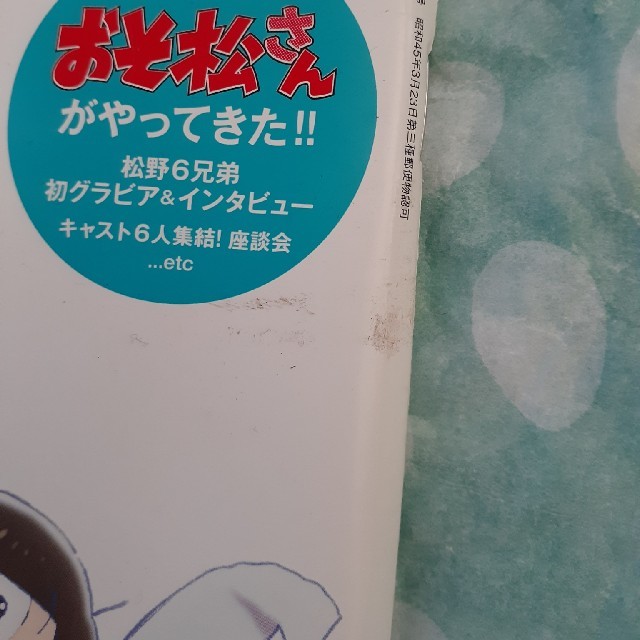 おそ松さん
がやってきた!!
松野6兄弟
初グラビア&インタビュー
キャスト6人集結! 座談会
...etc
昭和45年3月23日第三種郵便物認可